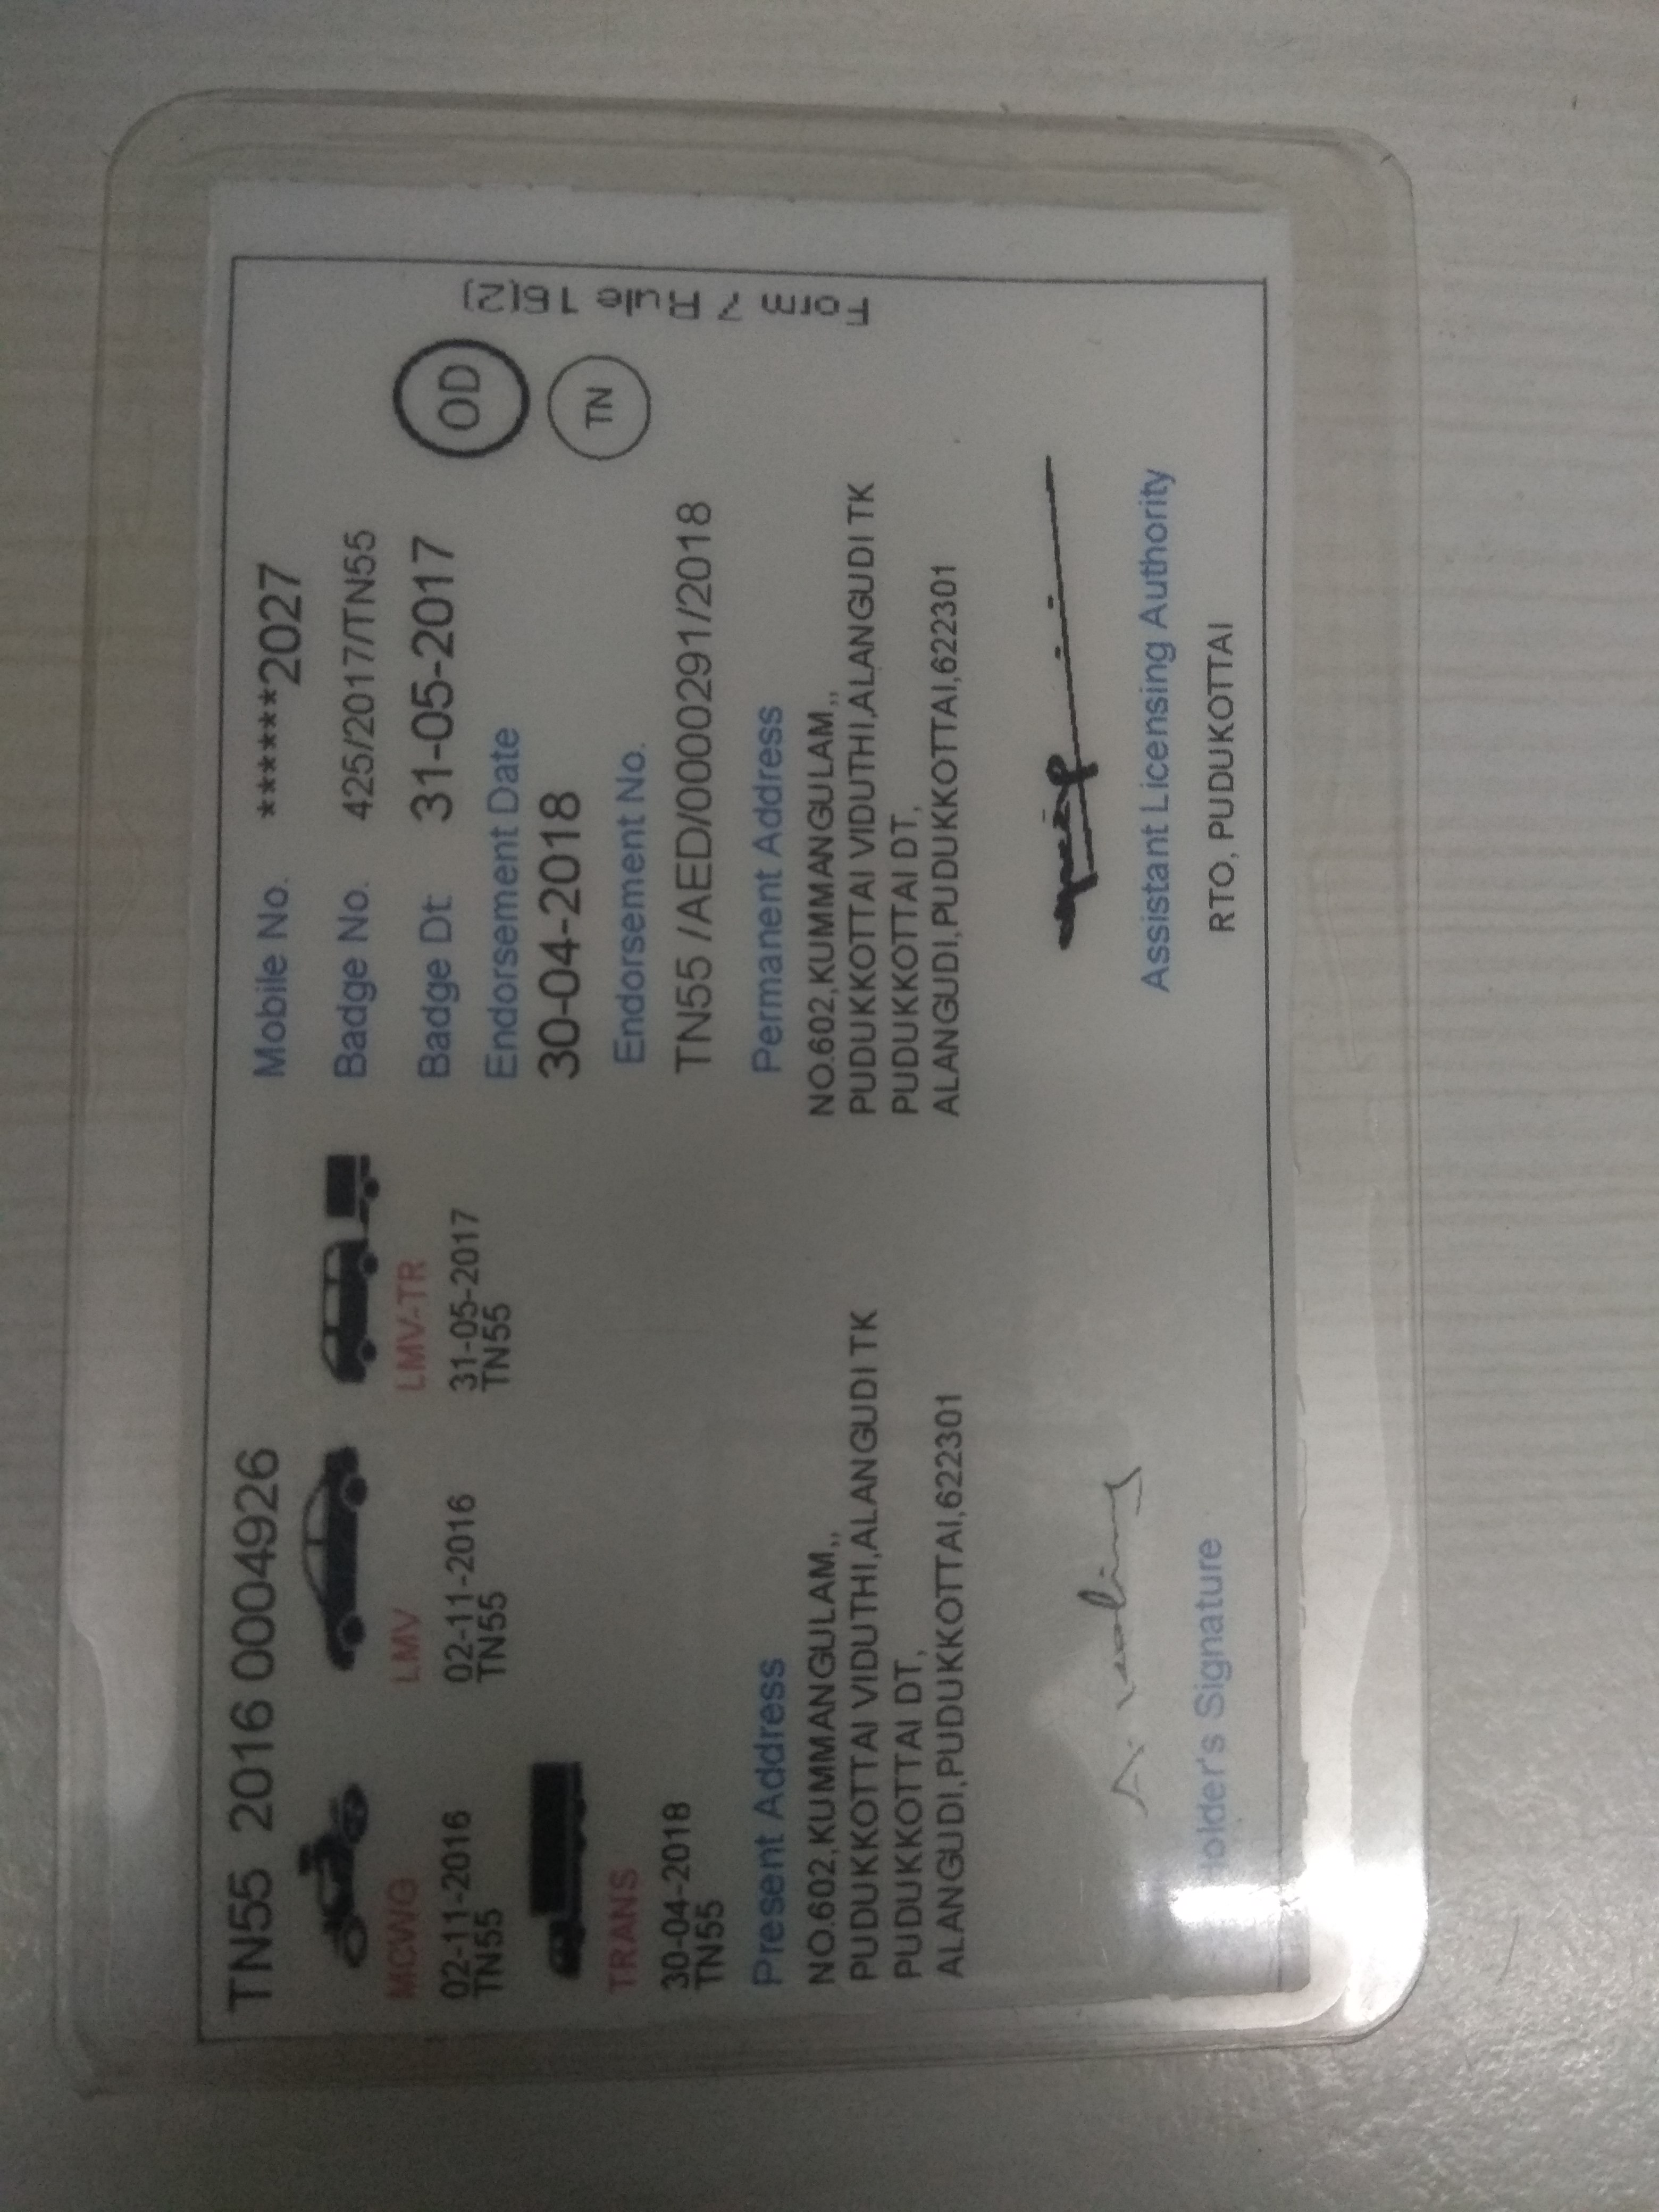 TN55 2016 0004926
MCWG
02-11-2016
TN55
LMV
02-11-2016
TN55
LMV-TR
31-05-2017
TN55
TRANS
30-04-2018
TN55
Mobile No. ******2027
Badge No. 425/2017/TN55
Badge Dt 31-05-2017
Endorsement Date
30-04-2018
Endorsement No.
TN55 /AED/0000291/2018
OD
TN
Form 7 Rule 16(2)
Present Address
NO.602,KUMMANGULAM,,
PUDUKKOTTAI VIDUTHI,ALANGUDI TK
PUDUKKOTTAI DT,
ALANGUDI,PUDUKKOTTAI,622301
Permanent Address
NO.602,KUMMANGULAM,,
PUDUKKOTTAI VIDUTHI,ALANGUDI TK
PUDUKKOTTAI DT,
ALANGUDI,PUDUKKOTTAI,622301
Holder's Signature
Assistant Licensing Authority
RTO, PUDUKOTTAI